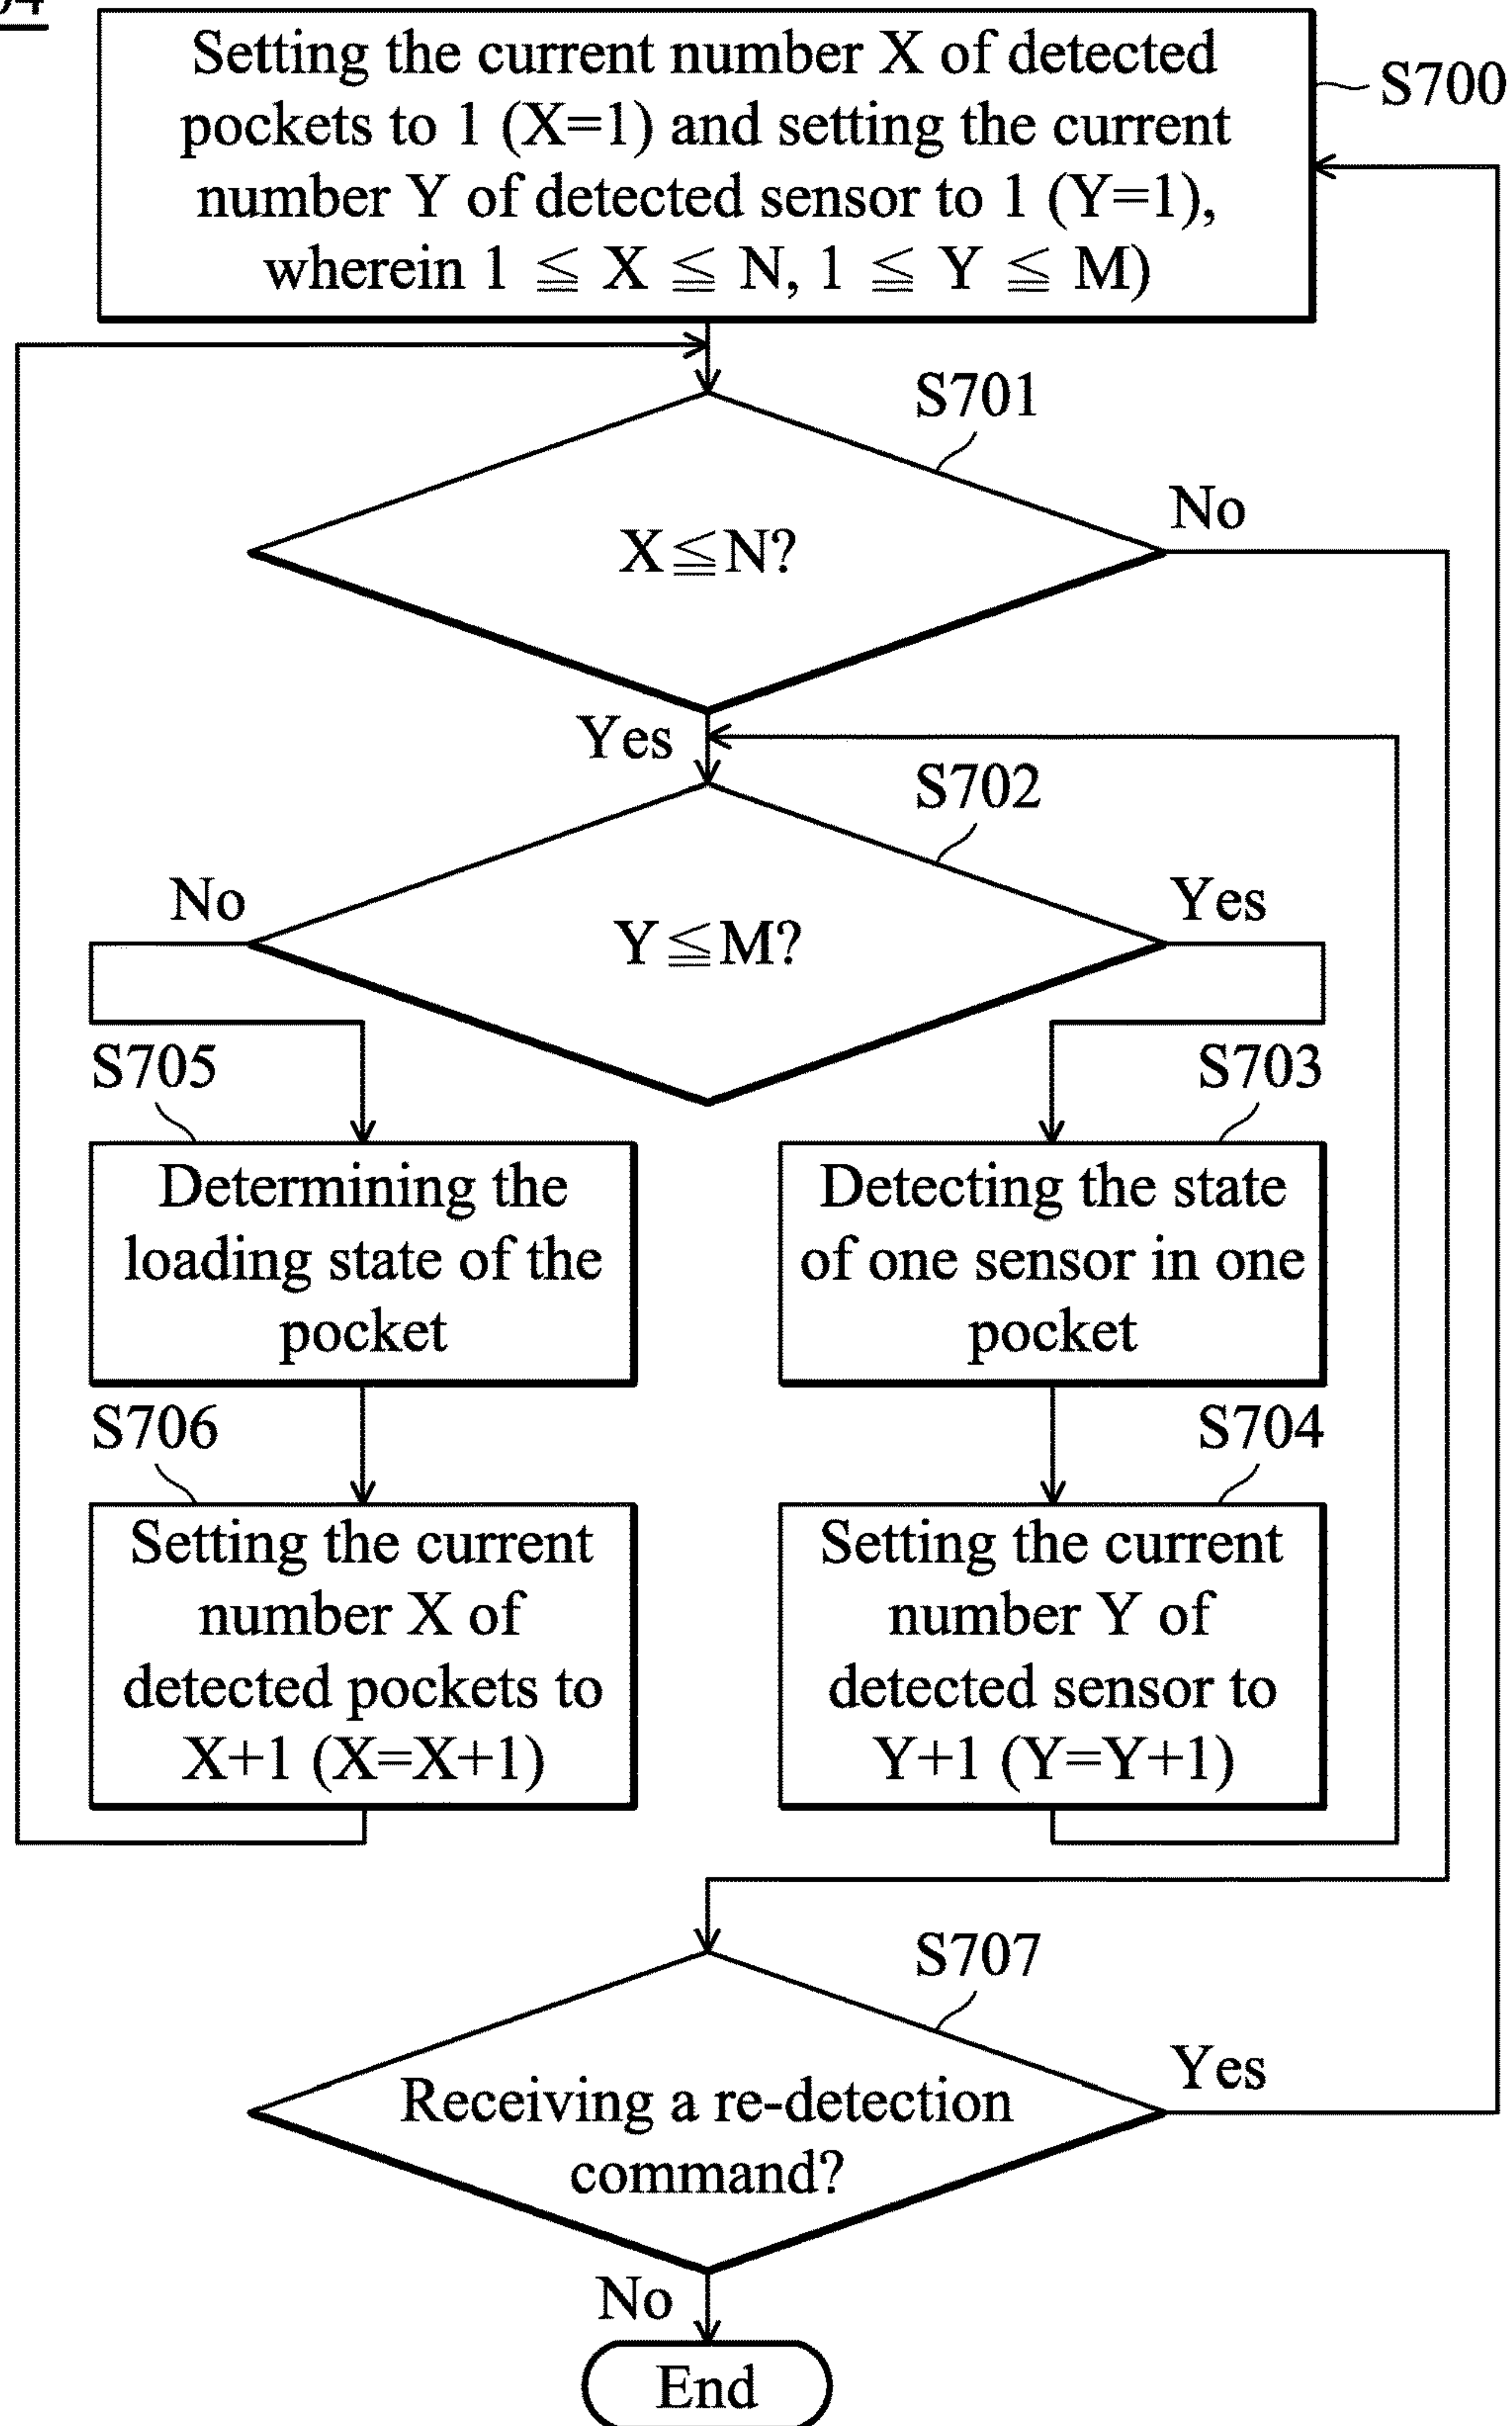 Setting the current number X of detected
pockets to 1 (X=1) and setting the current
number Y of detected sensor to 1 (Y=1),
wherein 1 ≦ X ≦ N, 1 ≦ Y ≦ M)
S700
S701
X≦N?
No
Yes
S702
No
Y≦M?
Yes
S705
S703
Determining the
loading state of the
pocket
Detecting the state
of one sensor in one
pocket
S706
S704
Setting the current
number X of
detected pockets to
X+1 (X=X+1)
Setting the current
number Y of
detected sensor to
Y+1 (Y=Y+1)
S707
Receiving a re-detection
command?
Yes
No
End